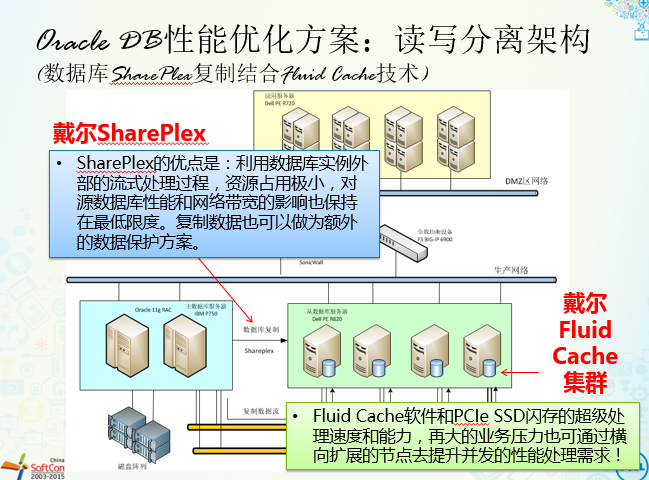 Oracle DB性能优化方案：读写分离架构
(数据库SharePlex复制结合Fluid Cache技术)
应用服务器
Dell PE R720
戴尔SharePlex
• SharePlex的优点是：利用数据库实例外
部的流式处理过程，资源占用极小，对
源数据库性能和网络带宽的影响也保持
在最低限度。复制数据也可以做为额外
的数据保护方案。
DMZ区网络
负载均衡设备
F5 BIG-IP 6900
SonicWall
生产网络
Oracle 11g RAC
主数据库服务器
IBM P750
数据库复制
Shareplex
从数据库服务器
Dell PE R820
戴尔
Fluid
Cache
集群
复制数据流
磁盘阵列
• Fluid Cache软件和PCIe SSD闪存的超级处
理速度和能力，再大的业务压力也可通过横
向扩展的节点去提升并发的性能处理需求！
China
SoftCon
2003-2015